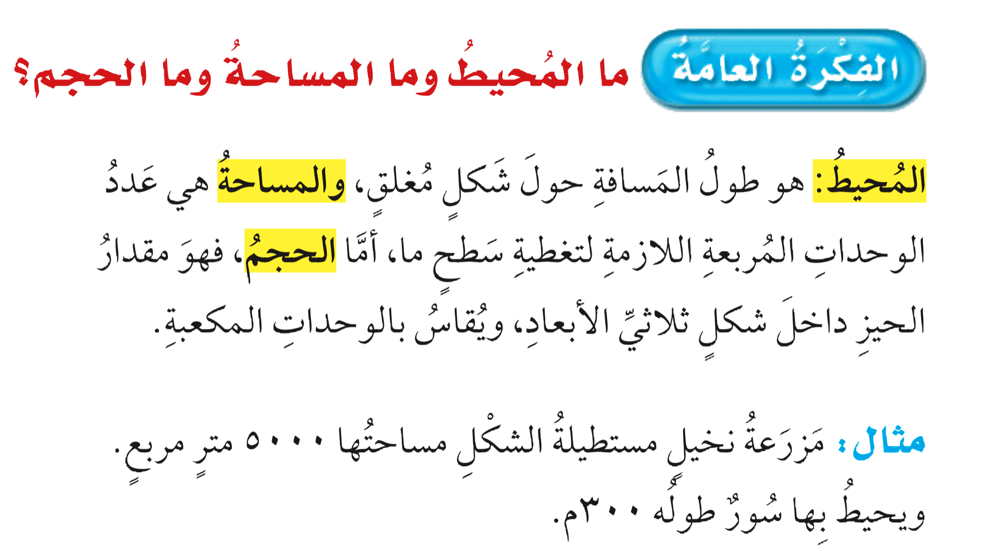 الفِكْرَةُ العامَّةُ ما المُحيطُ وما المساحةُ وما الحجم؟
المُحيطُ: هو طولُ المَسافةِ حولَ شَكلٍ مُغلقٍ، والمساحةُ هي عَددُ
الوحداتِ المُربعةِ اللازمةِ لتغطيةِ سَطحٍ ما، أمَّا الحجمُ، فهوَ مقدارُ
الحيزِ داخلَ شكلٍ ثلاثيِّ الأبعادِ، ويُقاسُ بالوحداتِ المكعبةِ.
مثال: مَزرَعةُ نخيلٍ مستطيلةُ الشكْلِ مساحتُها ٥٠٠٠ مترٍ مربعٍ.
ويحيطُ بِها سُورٌ طولُه ٣٠٠م.